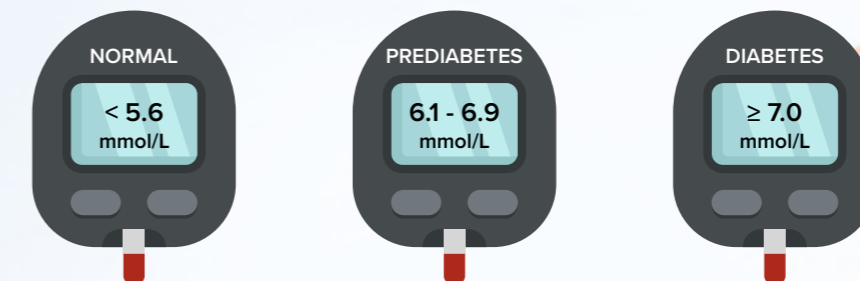 NORMAL
< 5.6
mmol/L
PREDIABETES
6.1 - 6.9
mmol/L
DIABETES
≥ 7.0
mmol/L